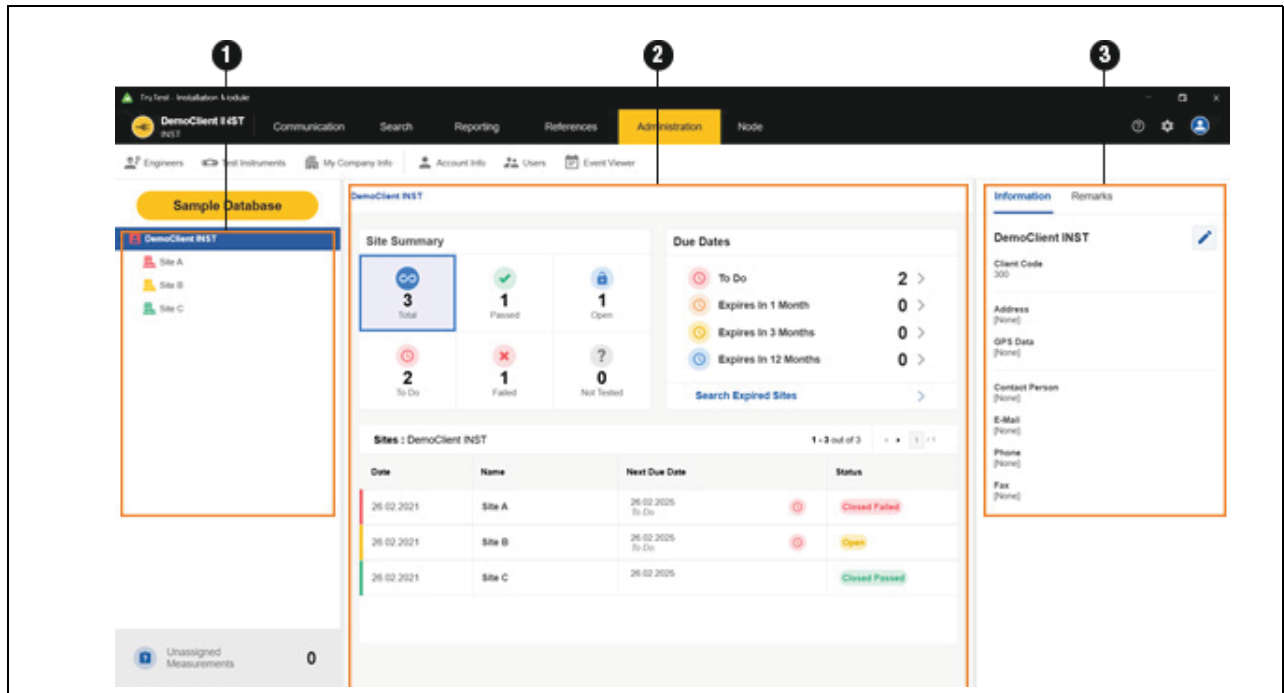 1 2 3
TruTest - Installation Module
DemoClient INST
INST
Communication Search Reporting References Administration Node
Engineers Test Instruments My Company Info Account Info Users Event Viewer
Sample Database
DemoClient INST
Site A
Site B
Site C
Unassigned
Measurements
0
DemoClient INST
Site Summary
3
Total
1
Passed
1
Open
2
To Do
1
Failed
?
0
Not Tested
Due Dates
To Do 2 >
Expires In 1 Month 0 >
Expires In 3 Months 0 >
Expires In 12 Months 0 >
Search Expired Sites >
Sites : DemoClient INST 1 - 3 out of 3 1 / 1
Date Name Next Due Date Status
26.02.2021 Site A 26.02.2025 Closed Failed
To Do
26.02.2021 Site B 26.02.2025 Open
To Do
26.02.2021 Site C 26.02.2025 Closed Passed
Information Remarks
DemoClient INST
Client Code
300
Address
[None]
GPS Data
[None]
Contact Person
[None]
E-Mail
[None]
Phone
[None]
Fax
[None]